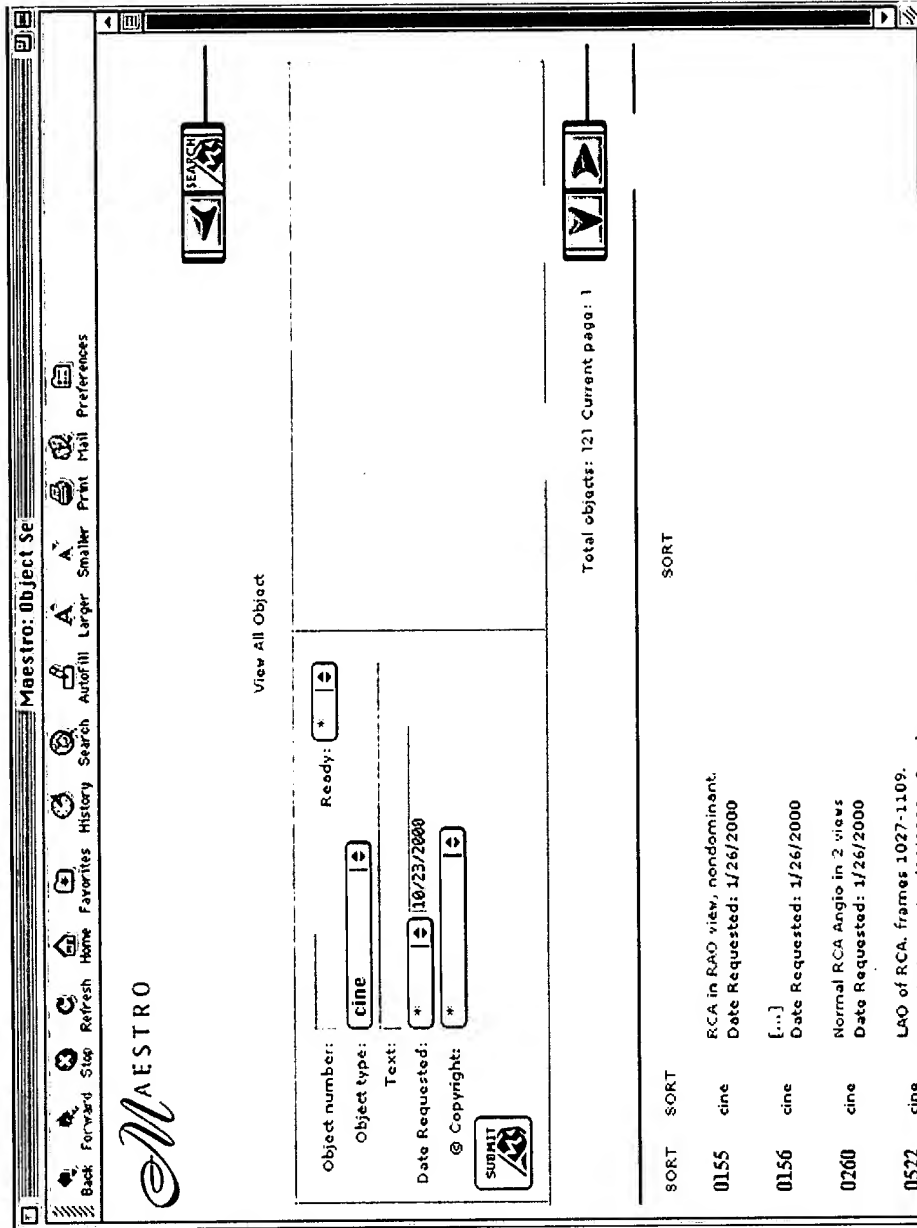 Maestro: Object Se
Back Forward Stop Refresh Home Favorites History Search AutoFill Larger Smaller Print Mail Preferences
MAESTRO
SEARCH
View All Object
Object number: Ready: *
Object type: cine
Text:
Date Requested: * 10/23/2000
© Copyright: *
SUBMIT
Total objects: 121 Current page: 1
SORT SORT SORT
0155 cine RCA in RAO view, nondominant.
Date Requested: 1/26/2000
0156 cine [...]
Date Requested: 1/26/2000
0260 cine Normal RCA Angio in 2 views
Date Requested: 1/26/2000
0522 cine LAO of RCA. frames 1027-1109.